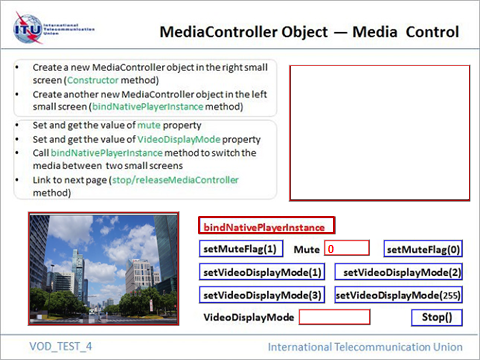 ITU
International
Telecommunication
Union
MediaController Object — Media Control
• Create a new MediaController object in the right small
screen (Constructor method)
• Create another new MediaController object in the left
small screen (bindNativePlayerInstance method)
• Set and get the value of mute property
• Set and get the value of VideoDisplayMode property
• Call bindNativePlayerInstance method to switch the
media between two small screens
• Link to next page (stop/releaseMediaController
method)
bindNativePlayerInstance
setMuteFlag(1) Mute 0 setMuteFlag(0)
setVideoDisplayMode(1) setVideoDisplayMode(2)
setVideoDisplayMode(3) setVideoDisplayMode(255)
VideoDisplayMode Stop()
VOD_TEST_4 International Telecommunication Union